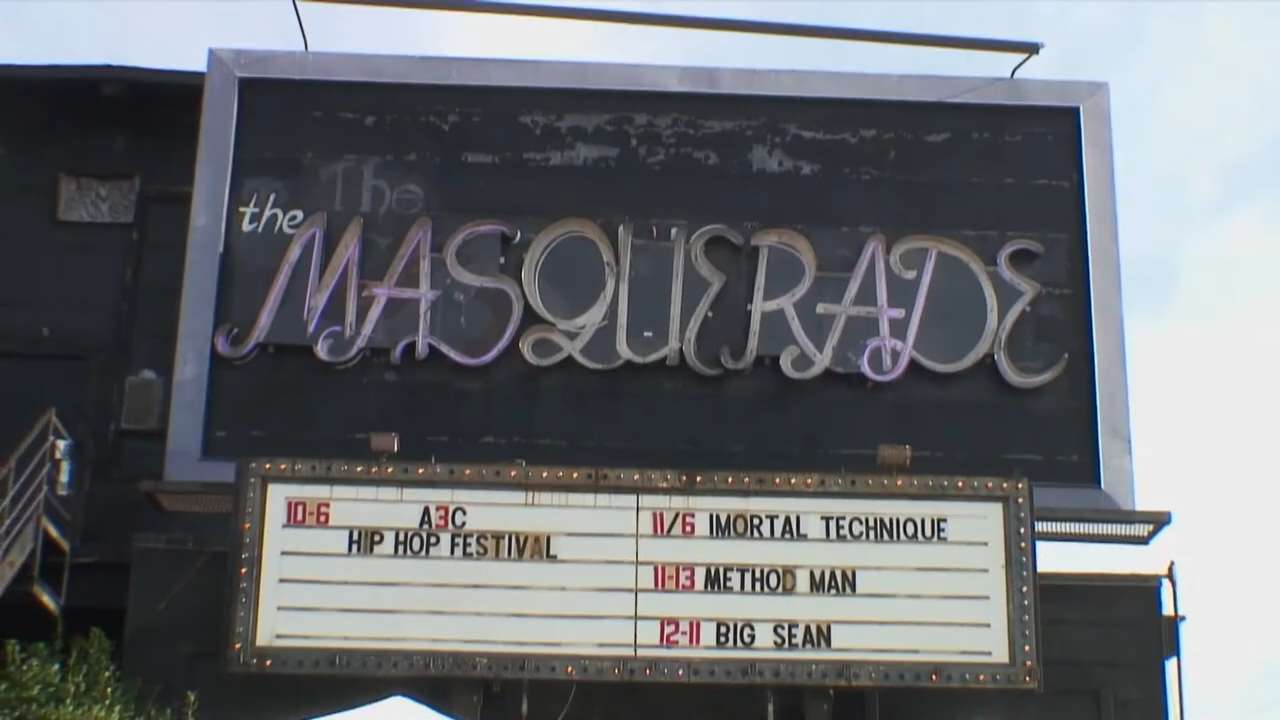 The
the
MASQUERADE
10-6 A3C
HIP HOP FESTIVAL
11/6 IMORTAL TECHNIQUE
11-13 METHOD MAN
12-11 BIG SEAN